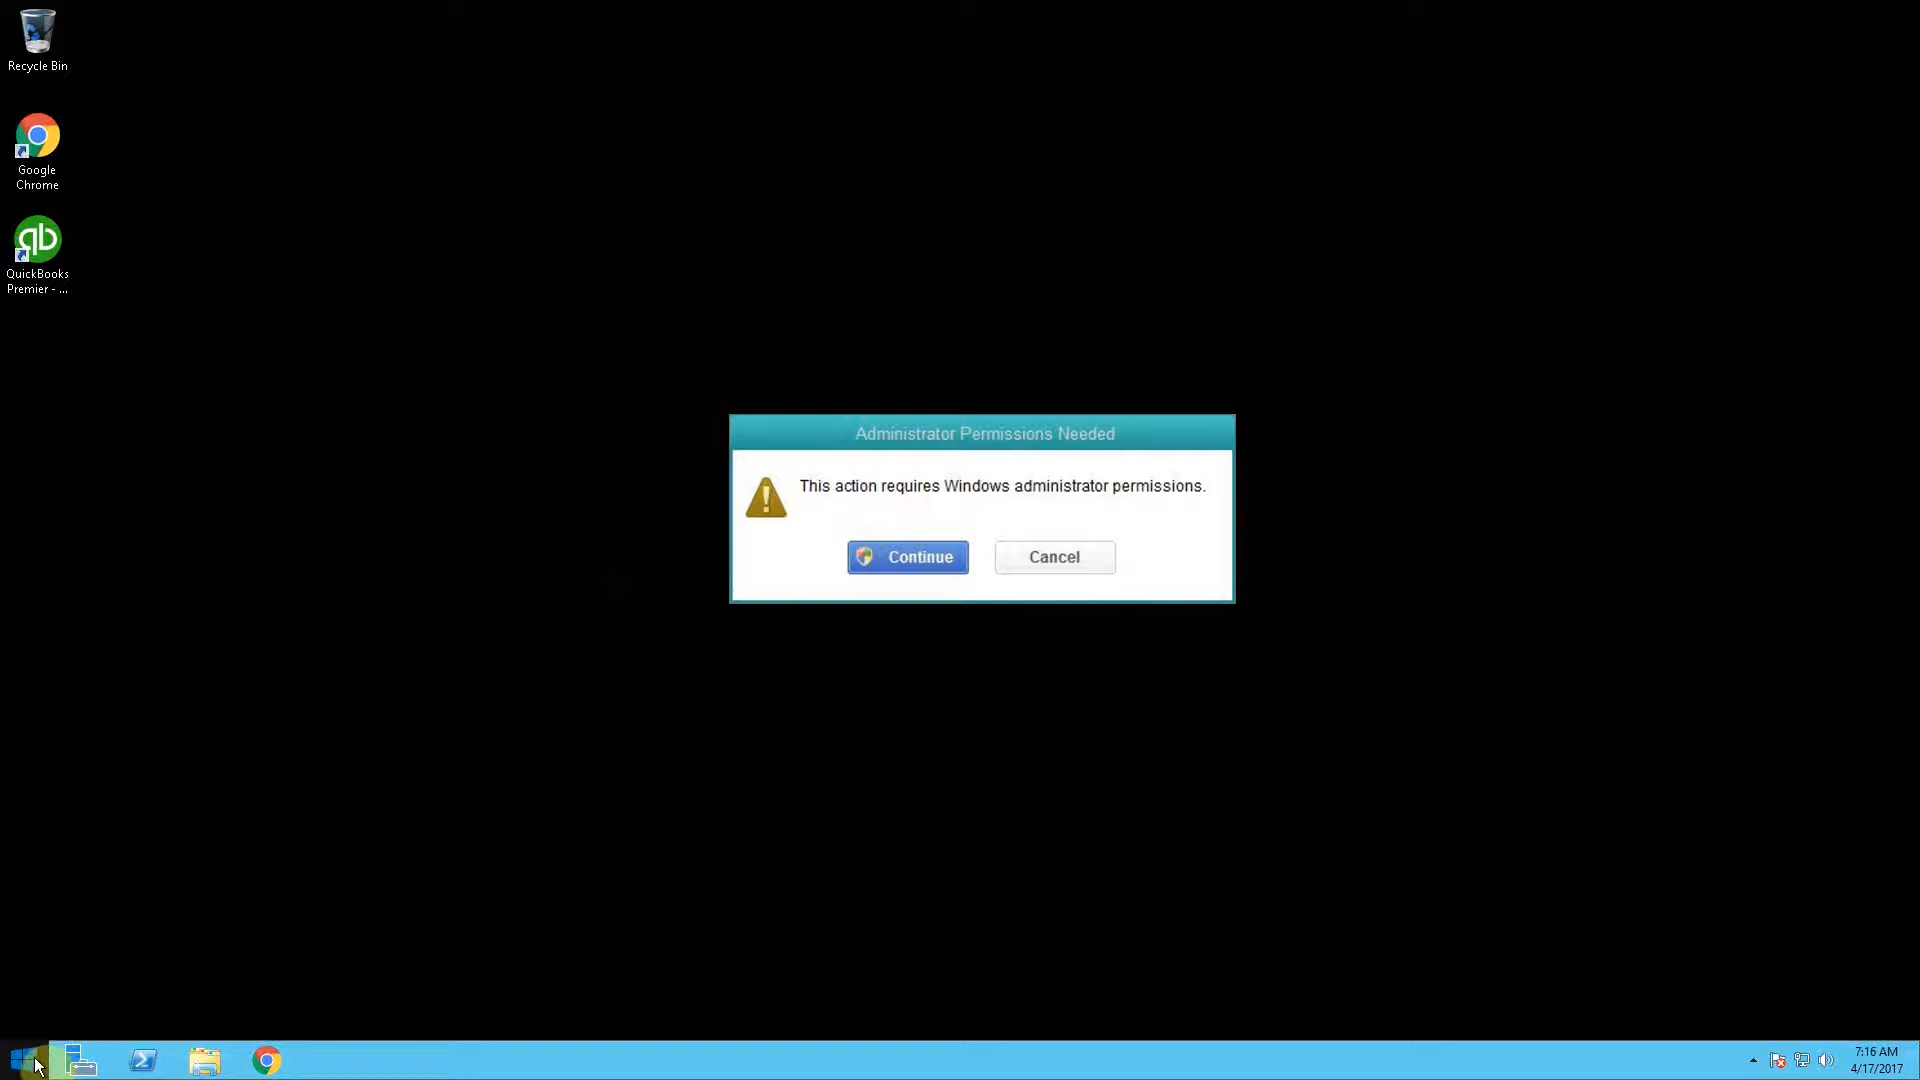 Recycle Bin
Google
Chrome
qb
QuickBooks
Premier - ...
Administrator Permissions Needed
This action requires Windows administrator permissions.
Continue
Cancel
7:16 AM
4/17/2017